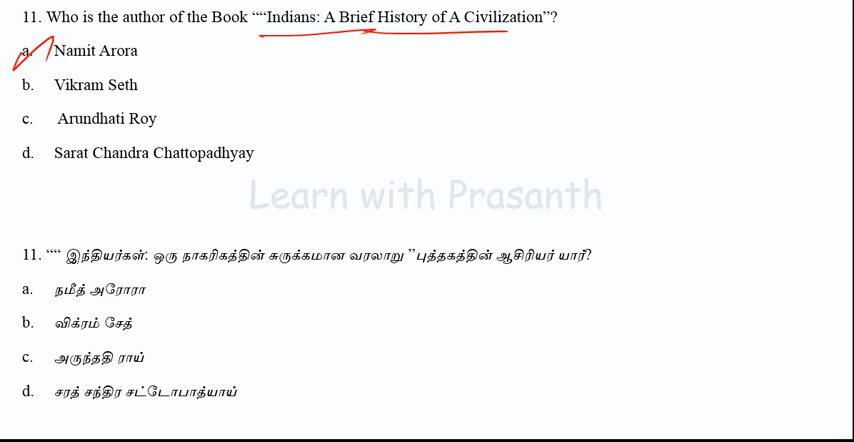 11. Who is the author of the Book ““Indians: A Brief History of A Civilization”?
a. Namit Arora
b. Vikram Seth
c. Arundhati Roy
d. Sarat Chandra Chattopadhyay
Learn with Prasanth
11. ““ இந்தியர்கள்: ஒரு நாகரிகத்தின் சுருக்கமான வரலாறு ”புத்தகத்தின் ஆசிரியர் யார்?
a. நமீத் அரோரா
b. விக்ரம் சேத்
c. அருந்ததி ராய்
d. சரத் சந்திர சட்டோபாத்யாய்